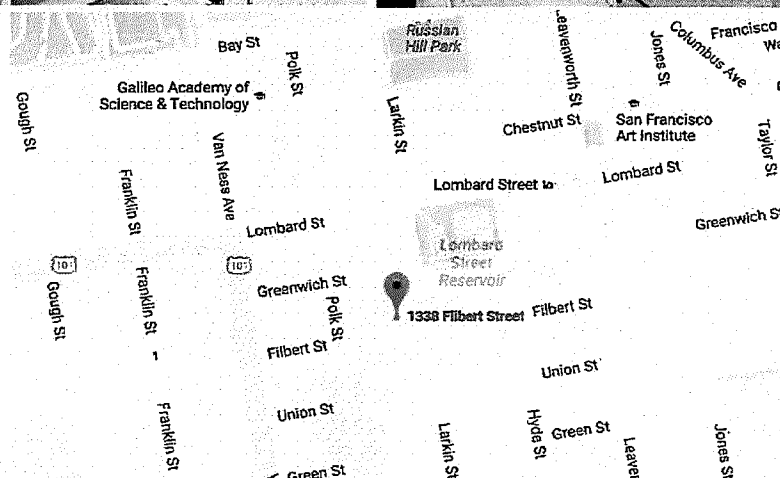 Bay St
Polk St
Galileo Academy of
Science & Technology
Gough St
Van Ness Ave
Franklin St
Lombard St
101
101
Gough St
Franklin St
Greenwich St
Polk St
Filbert St
Franklin St
Union St
Green St
Russian
Hill Park
Leavenworth St
Jones St
Columbus Ave
Francisco
Larkin St
Chestnut St
San Francisco
Art Institute
Taylor St
Lombard Street
Lombard St
Greenwich St
Lombard
Street
Reservoir
1338 Filbert Street
Filbert St
Union St
Larkin St
Hyde St
Green St
Leaven
Jones St